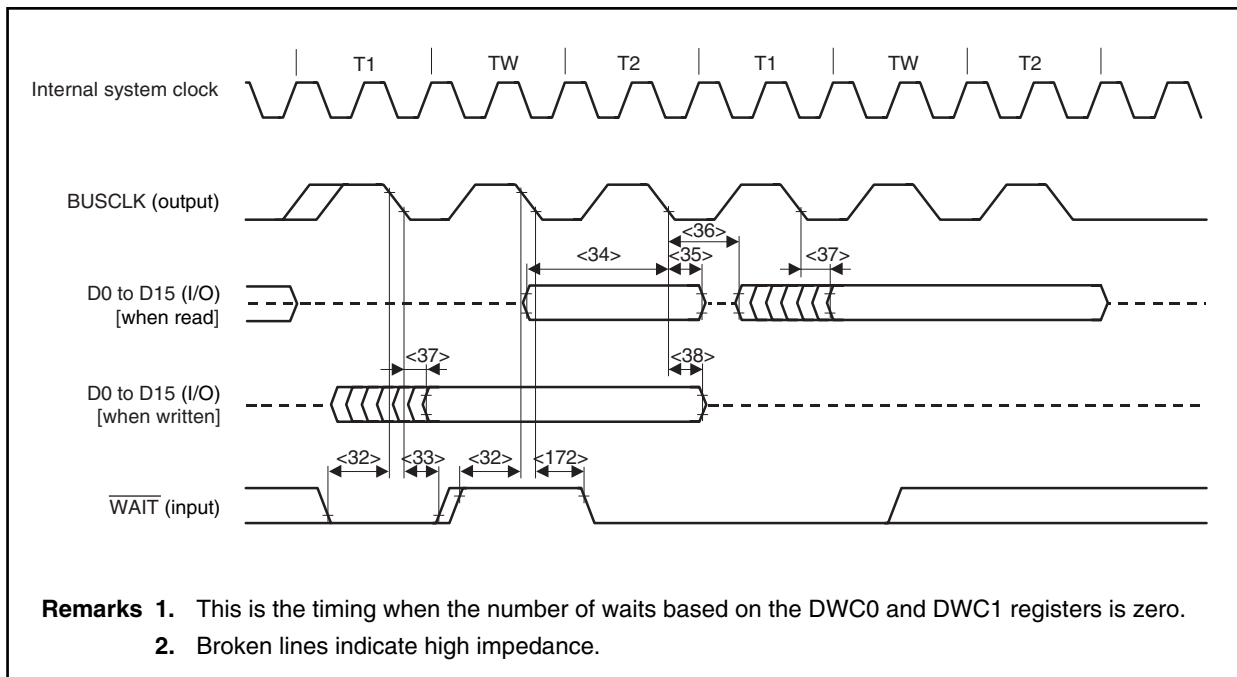 T1 TW T2 T1 TW T2
Internal system clock
BUSCLK (output)
<36>
<34> <35> <37>
D0 to D15 (I/O)
[when read]
<37> <38>
D0 to D15 (I/O)
[when written]
<32> <33> <32> <172>
WAIT (input)
Remarks 1. This is the timing when the number of waits based on the DWC0 and DWC1 registers is zero.
2. Broken lines indicate high impedance.